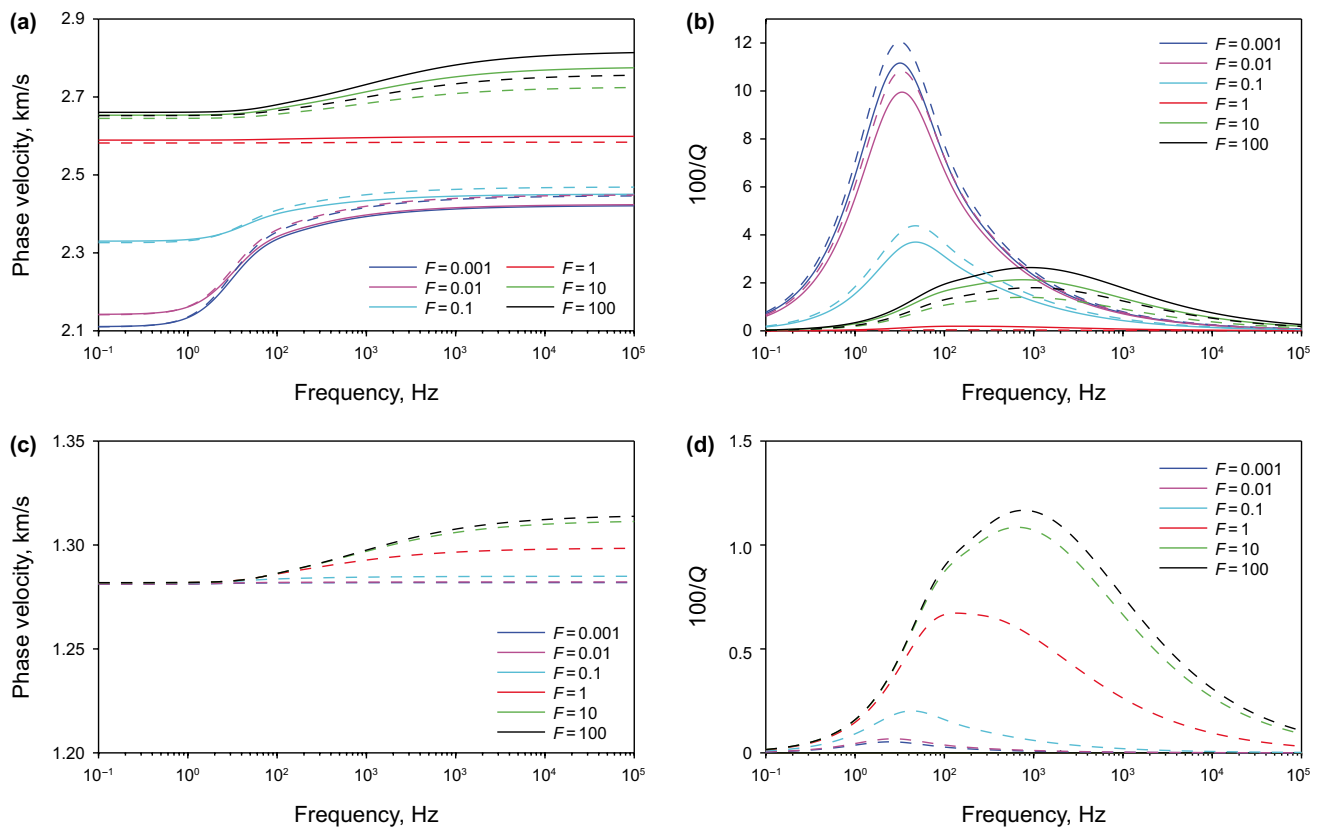 (a)
2.9
2.7
2.5
2.3
2.1
Phase velocity, km/s
F = 0.001
F = 0.01
F = 0.1
F = 1
F = 10
F = 100
10⁻¹ 10⁰ 10² 10³ 10³ 10⁴ 10⁵
Frequency, Hz
(b)
12
10
8
6
4
2
0
100/Q
F = 0.001
F = 0.01
F = 0.1
F = 1
F = 10
F = 100
10⁻¹ 10⁰ 10² 10³ 10³ 10⁴ 10⁵
Frequency, Hz
(c)
1.35
1.30
1.25
1.20
Phase velocity, km/s
F = 0.001
F = 0.01
F = 0.1
F = 1
F = 10
F = 100
10⁻¹ 10⁰ 10² 10³ 10³ 10⁴ 10⁵
Frequency, Hz
(d)
1.5
1.0
0.5
0
100/Q
F = 0.001
F = 0.01
F = 0.1
F = 1
F = 10
F = 100
10⁻¹ 10⁰ 10² 10³ 10³ 10⁴ 10⁵
Frequency, Hz